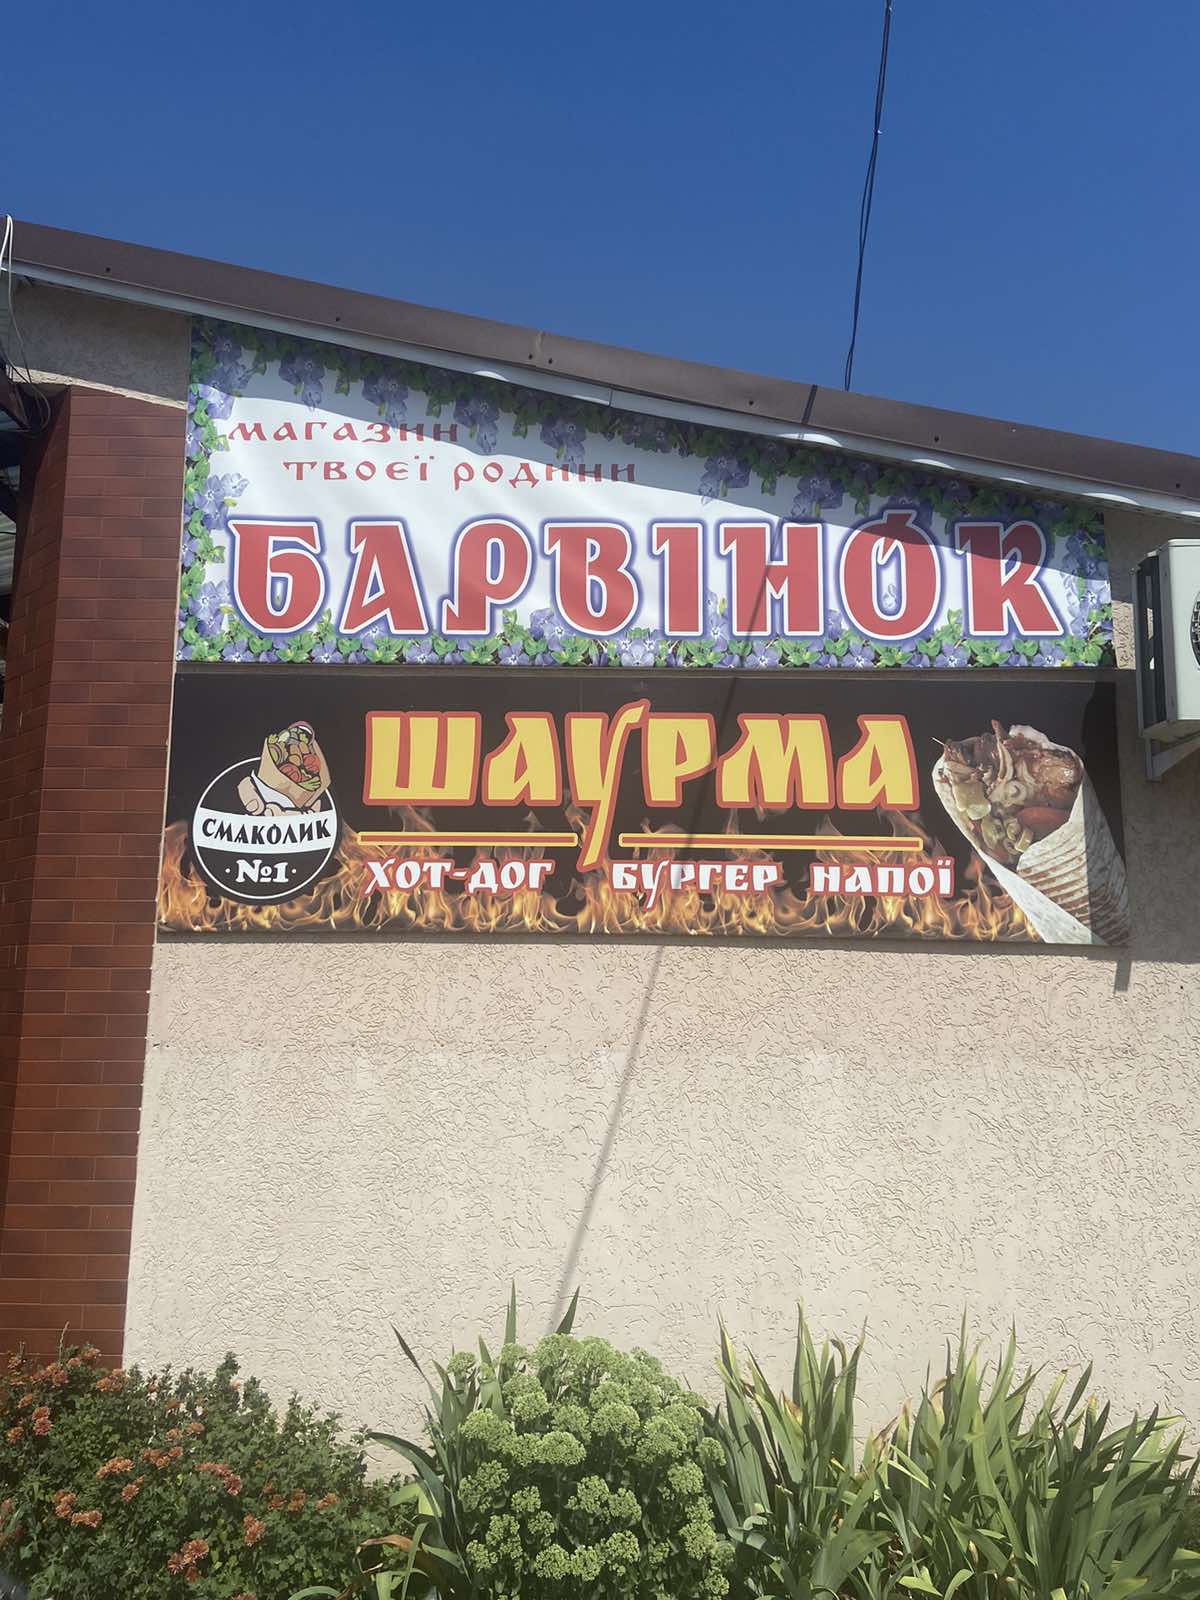 магазин
твоєї родини
БАРВІНОК
ШАУРМА
СМАКОЛИК
·№1·
ХОТ-ДОГ БУРГЕР НАПОЇ